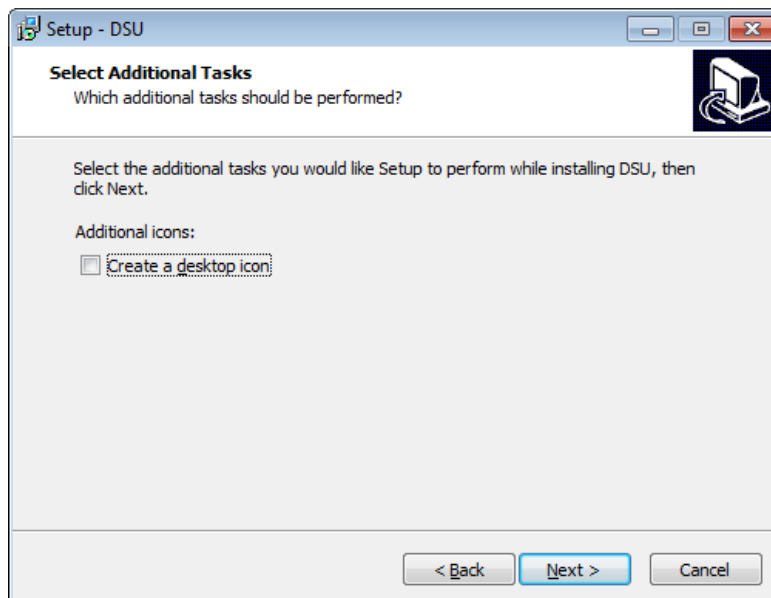 Setup - DSU
Select Additional Tasks
Which additional tasks should be performed?
Select the additional tasks you would like Setup to perform while installing DSU, then
click Next.
Additional icons:
Create a desktop icon
< Back Next > Cancel